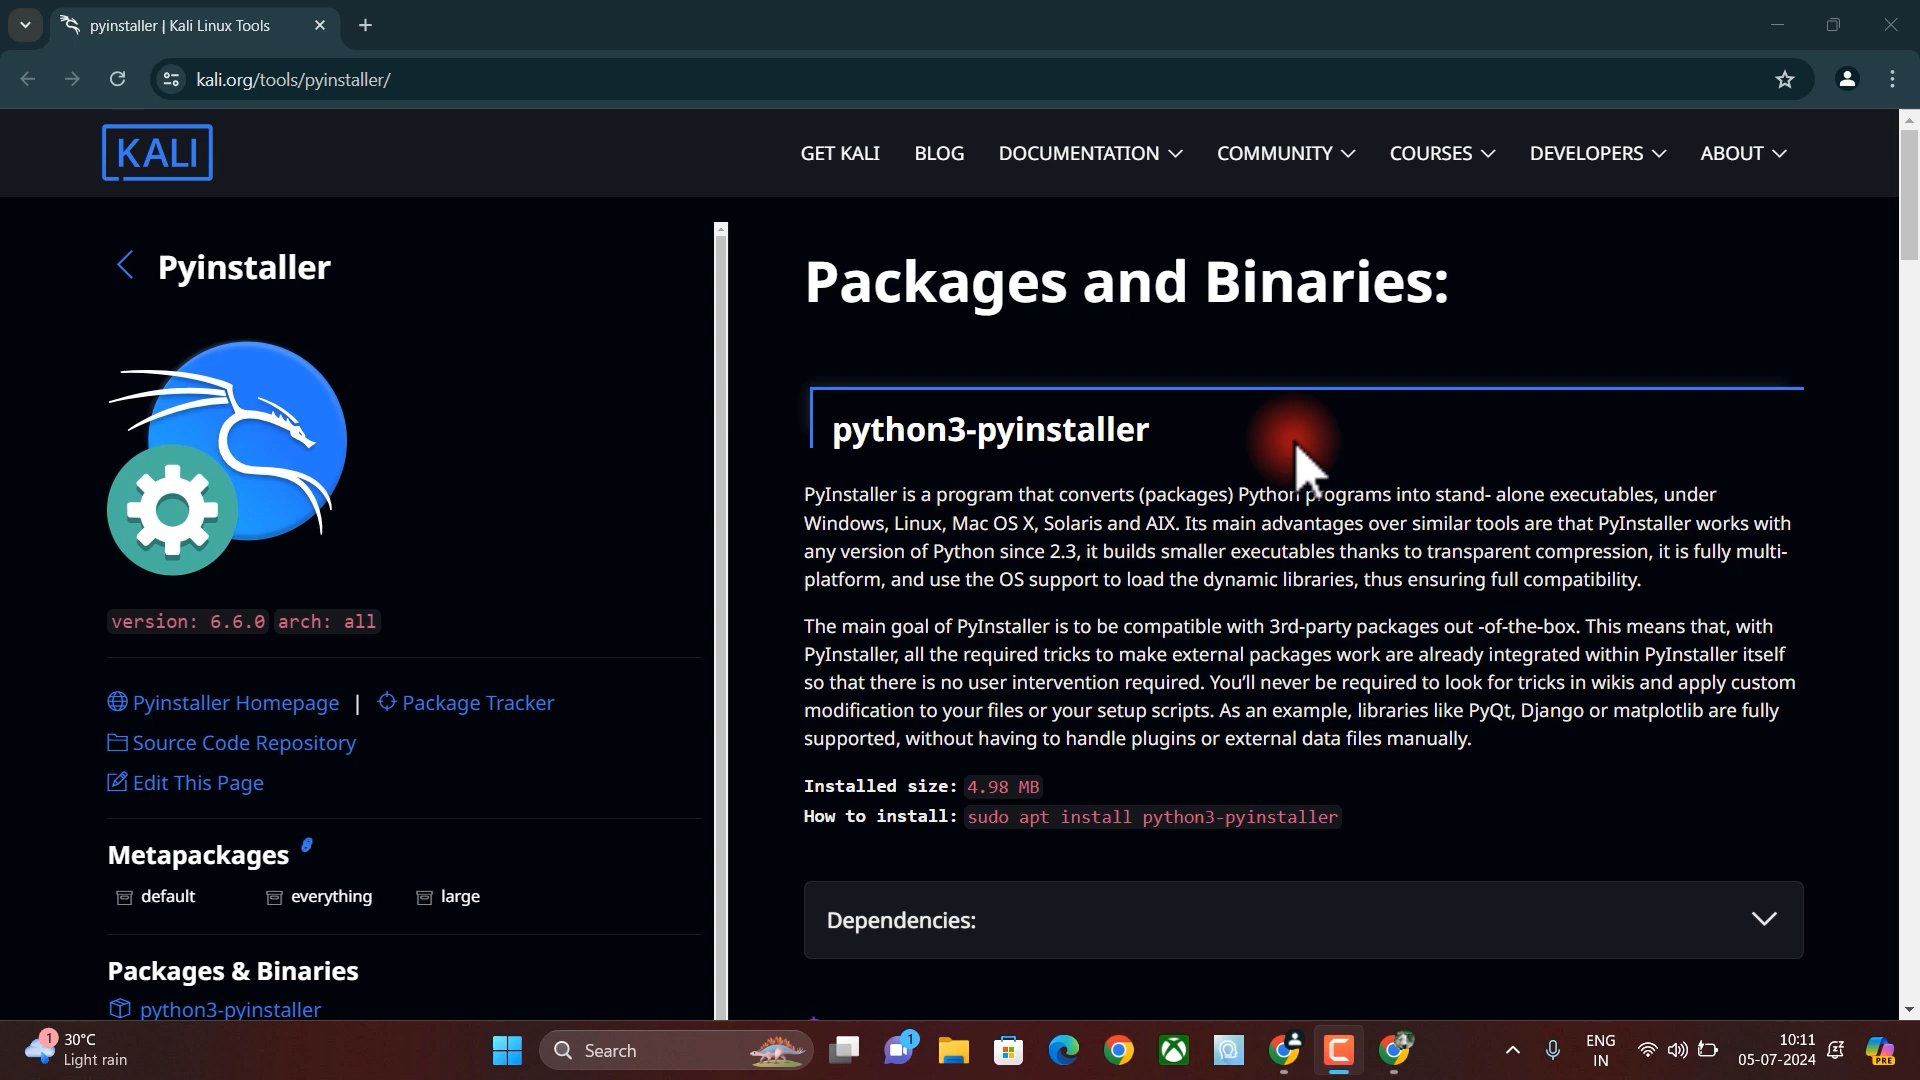 pyinstaller | Kali Linux Tools
kali.org/tools/pyinstaller/
KALI
GET KALI
BLOG
DOCUMENTATION
COMMUNITY
COURSES
DEVELOPERS
ABOUT
Pyinstaller
version: 6.6.0 arch: all
Pyinstaller Homepage | Package Tracker
Source Code Repository
Edit This Page
Metapackages
default
everything
large
Packages & Binaries
python3-pyinstaller
Packages and Binaries:
python3-pyinstaller
PyInstaller is a program that converts (packages) Python programs into stand- alone executables, under
Windows, Linux, Mac OS X, Solaris and AIX. Its main advantages over similar tools are that PyInstaller works with
any version of Python since 2.3, it builds smaller executables thanks to transparent compression, it is fully multi-
platform, and use the OS support to load the dynamic libraries, thus ensuring full compatibility.
The main goal of PyInstaller is to be compatible with 3rd-party packages out -of-the-box. This means that, with
PyInstaller, all the required tricks to make external packages work are already integrated within PyInstaller itself
so that there is no user intervention required. You’ll never be required to look for tricks in wikis and apply custom
modification to your files or your setup scripts. As an example, libraries like PyQt, Django or matplotlib are fully
supported, without having to handle plugins or external data files manually.
Installed size: 4.98 MB
How to install: sudo apt install python3-pyinstaller
Dependencies:
1
30°C
Light rain
Search
1
ENG
IN
10:11
05-07-2024
PRE